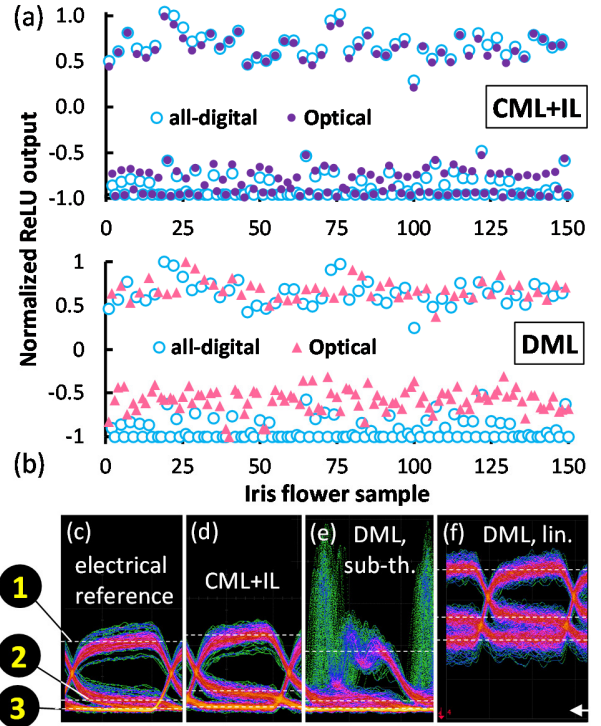 (a)
1.0
0.5
0.0
-0.5
-1.0
all-digital Optical
CML+IL
0 25 50 75 100 125 150
Normalized ReLU output
1
0.5
0
-0.5
-1
all-digital Optical
DML
0 25 50 75 100 125 150
(b)
Iris flower sample
(c)
electrical
reference
(d)
CML+IL
(e)
DML,
sub-th.
(f)
DML, lin.
1
2
3